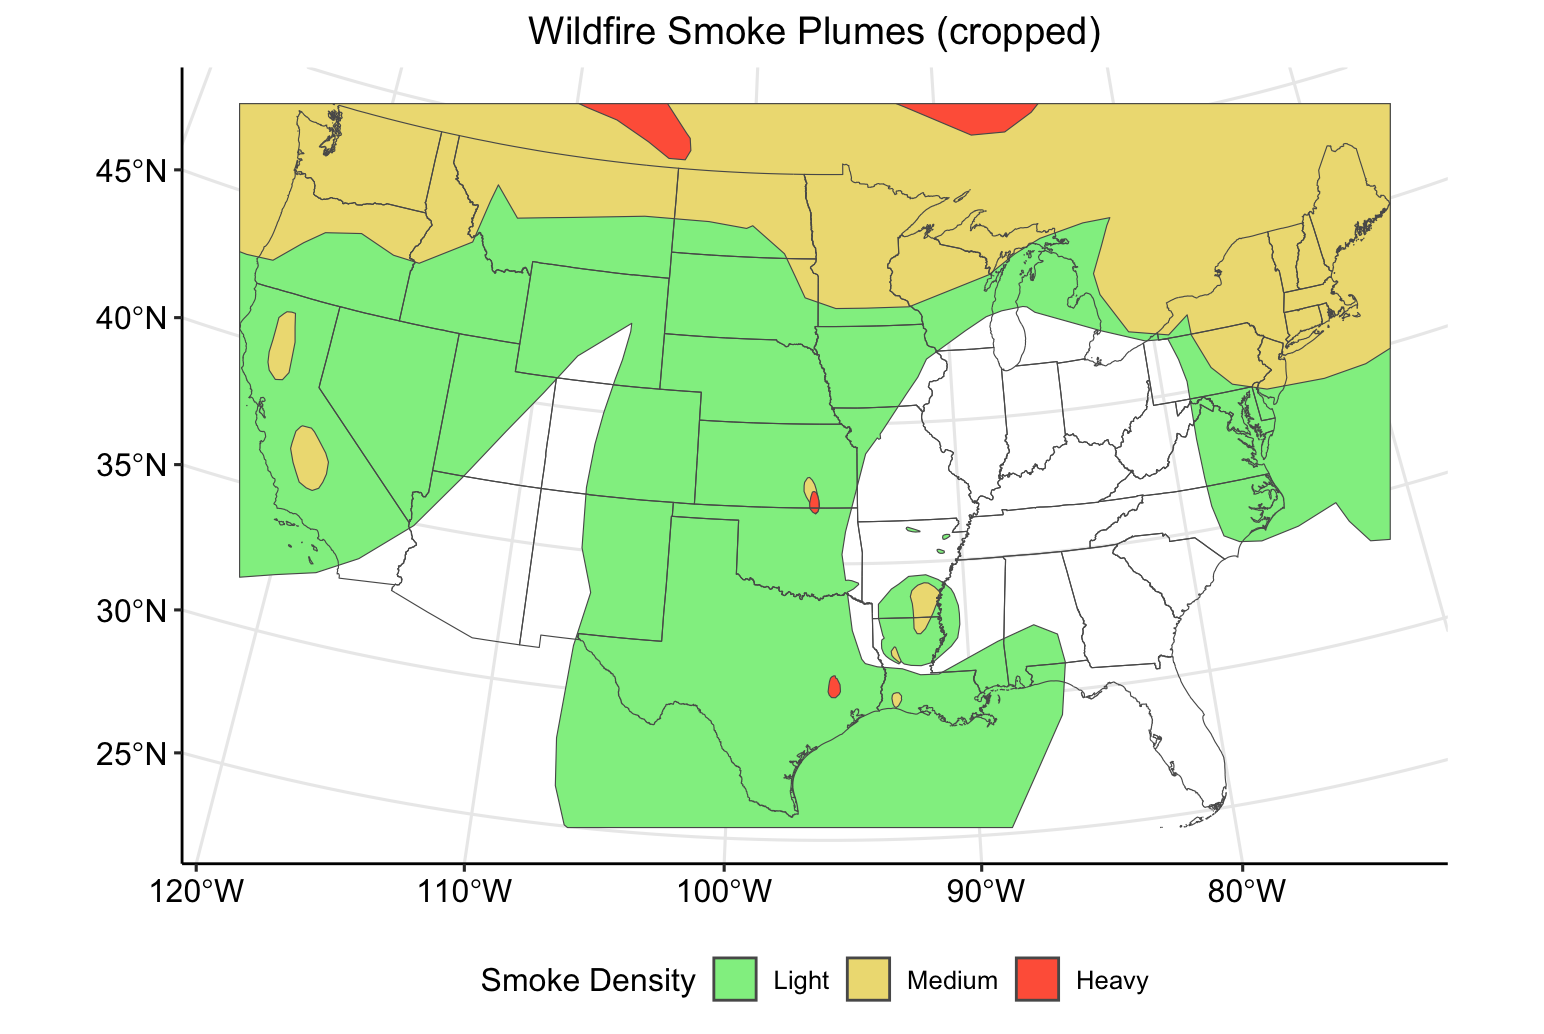 Wildfire Smoke Plumes (cropped)
45°N
40°N
35°N
30°N
25°N
120°W 110°W 100°W 90°W 80°W
Smoke Density Light Medium Heavy